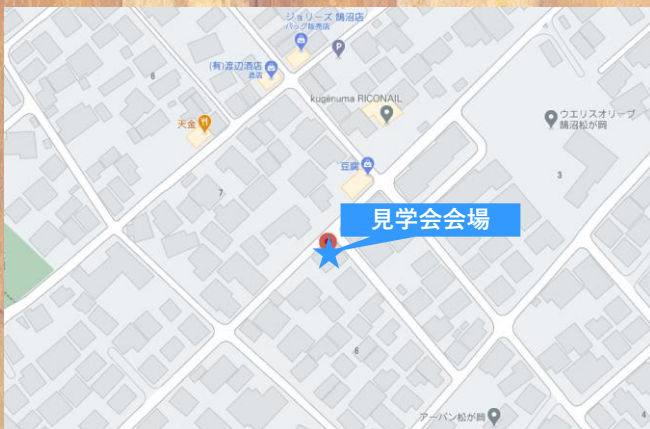 ジョリーズ 鵠沼店
バッグ販売店
P
6
(有)渡辺酒店
酒店
kugenuma RICONAIL
天金
ウエリスオリーブ
鵠沼松が岡
豆腐
3
7
見学会会場
6
アーバン松が岡
4